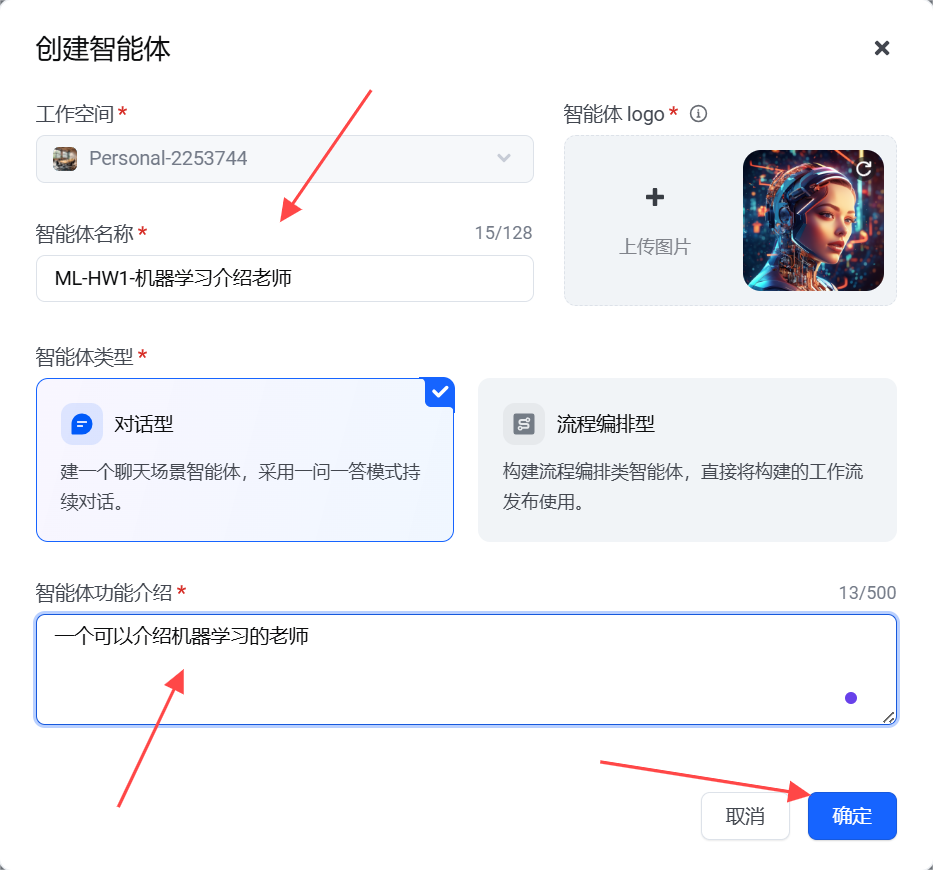 创建智能体
工作空间*
Personal-2253744
智能体 logo*
上传图片
智能体名称*
15/128
ML-HW1-机器学习介绍老师
智能体类型*
对话型
建一个聊天场景智能体，采用一问一答模式持
续对话。
流程编排型
构建流程编排类智能体，直接将构建的工作流
发布使用。
智能体功能介绍*
13/500
一个可以介绍机器学习的老师
取消
确定